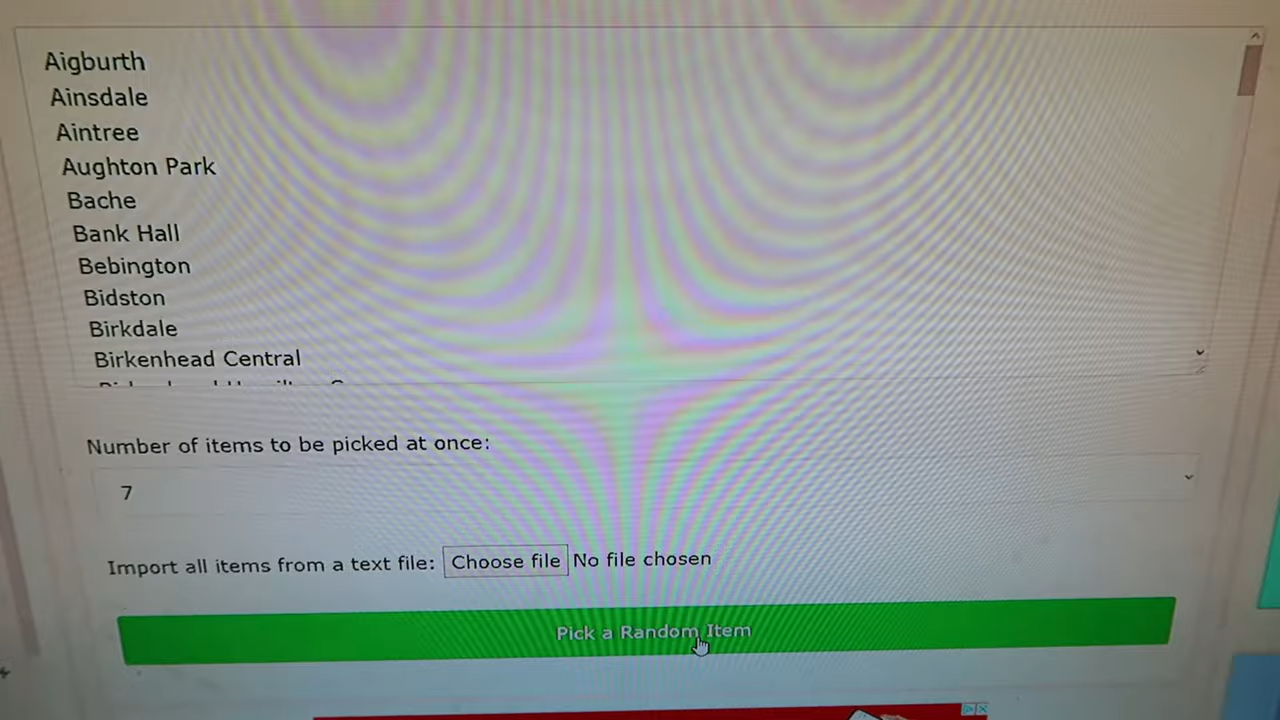 Aigburth
Ainsdale
Aintree
Aughton Park
Bache
Bank Hall
Bebington
Bidston
Birkdale
Birkenhead Central
Number of items to be picked at once:
7
Import all items from a text file: Choose file No file chosen
Pick a Random Item